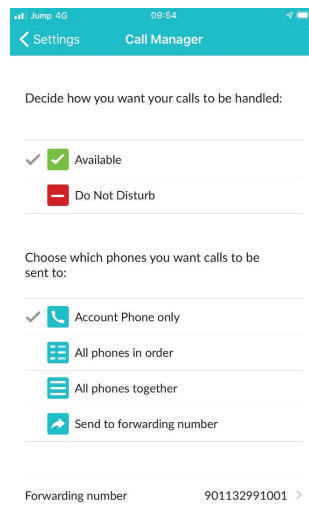 Jump 4G 09:54
Settings Call Manager
Decide how you want your calls to be handled:
Available
Do Not Disturb
Choose which phones you want calls to be
sent to:
Account Phone only
All phones in order
All phones together
Send to forwarding number
Forwarding number 901132991001